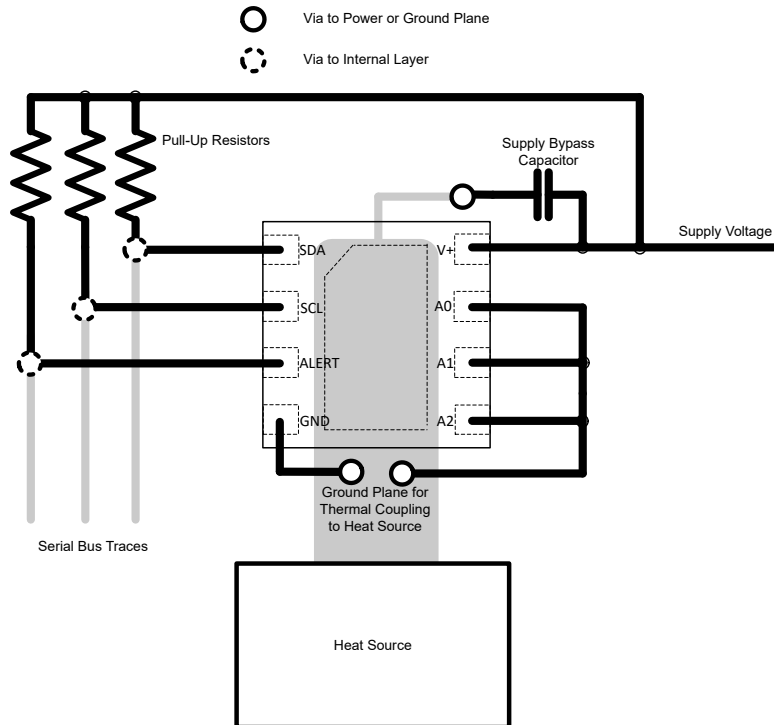 Via to Power or Ground Plane
Via to Internal Layer
Pull-Up Resistors
Supply Bypass
Capacitor
Supply Voltage
SDA
V+
SCL
A0
ALERT
A1
GND
A2
Ground Plane for
Thermal Coupling
to Heat Source
Serial Bus Traces
Heat Source